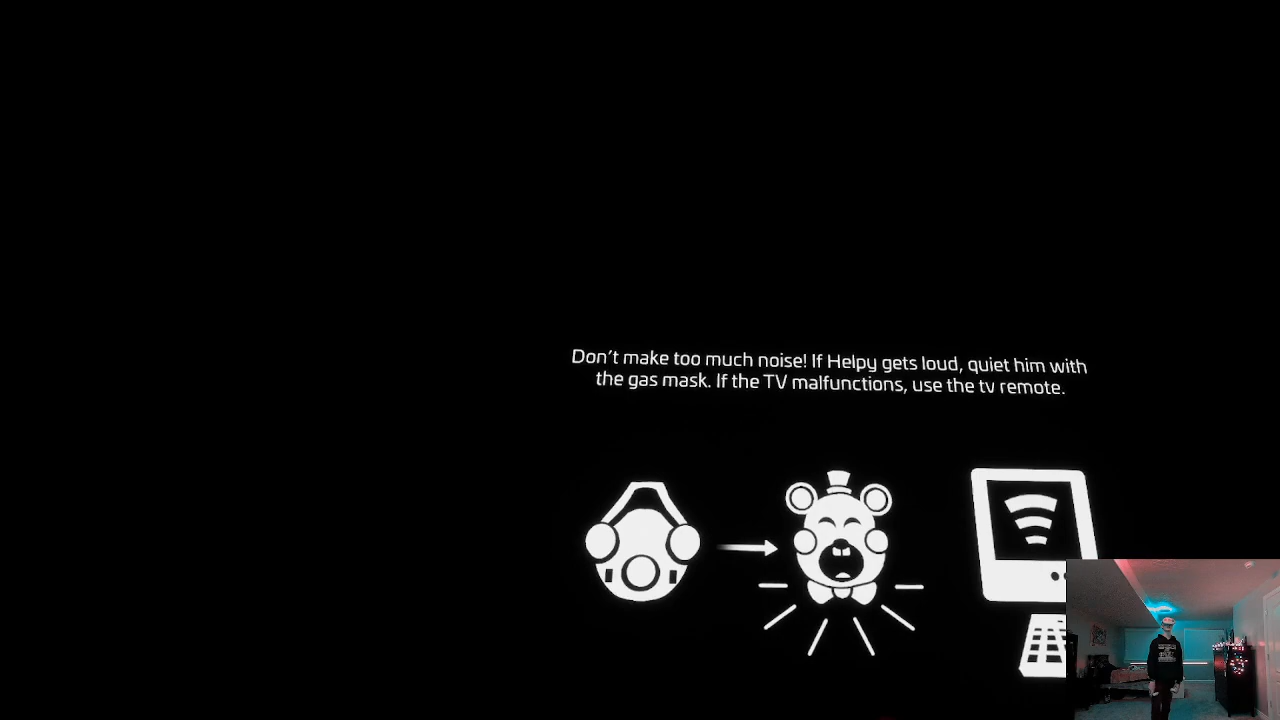 Don't make too much noise! If Helpy gets loud, quiet him with
the gas mask. If the TV malfunctions, use the tv remote.